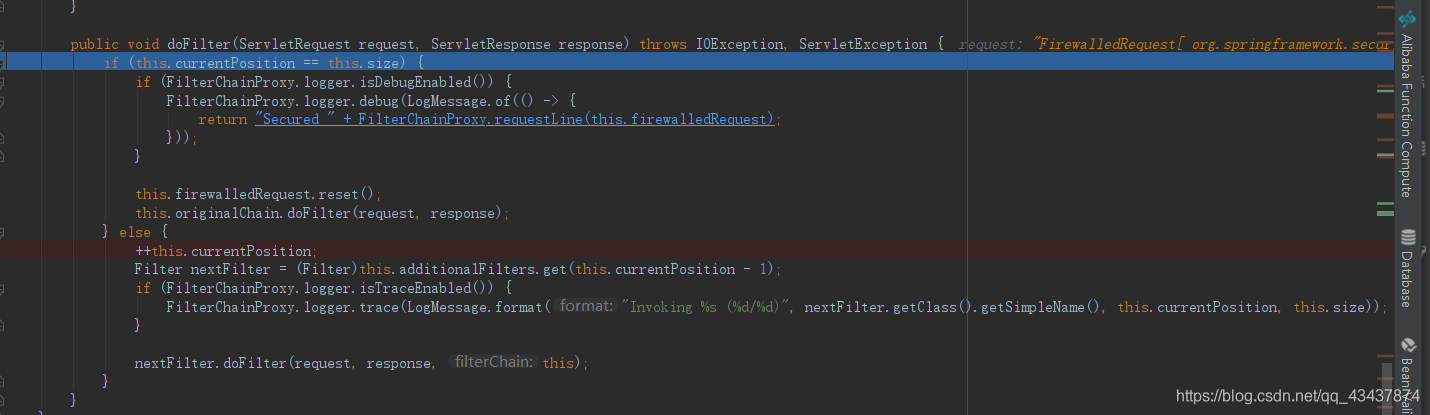 }
public void doFilter(ServletRequest request, ServletResponse response) throws IOException, ServletException { request: "FirewalledRequest[ org.springframework.secur
if (this.currentPosition == this.size) {
if (FilterChainProxy.logger.isDebugEnabled()) {
FilterChainProxy.logger.debug(LogMessage.of(() -> {
return "Secured " + FilterChainProxy.requestLine(this.firewalledRequest);
}));
}
this.firewalledRequest.reset();
this.originalChain.doFilter(request, response);
} else {
++this.currentPosition;
Filter nextFilter = (Filter)this.additionalFilters.get(this.currentPosition - 1);
if (FilterChainProxy.logger.isTraceEnabled()) {
FilterChainProxy.logger.trace(LogMessage.format( format: "Invoking %s (%d/%d)", nextFilter.getClass().getSimpleName(), this.currentPosition, this.size));
}
nextFilter.doFilter(request, response, filterChain: this);
}
}
Alibaba Function Compute
Database
Bean
https://blog.csdn.net/qq_43437874